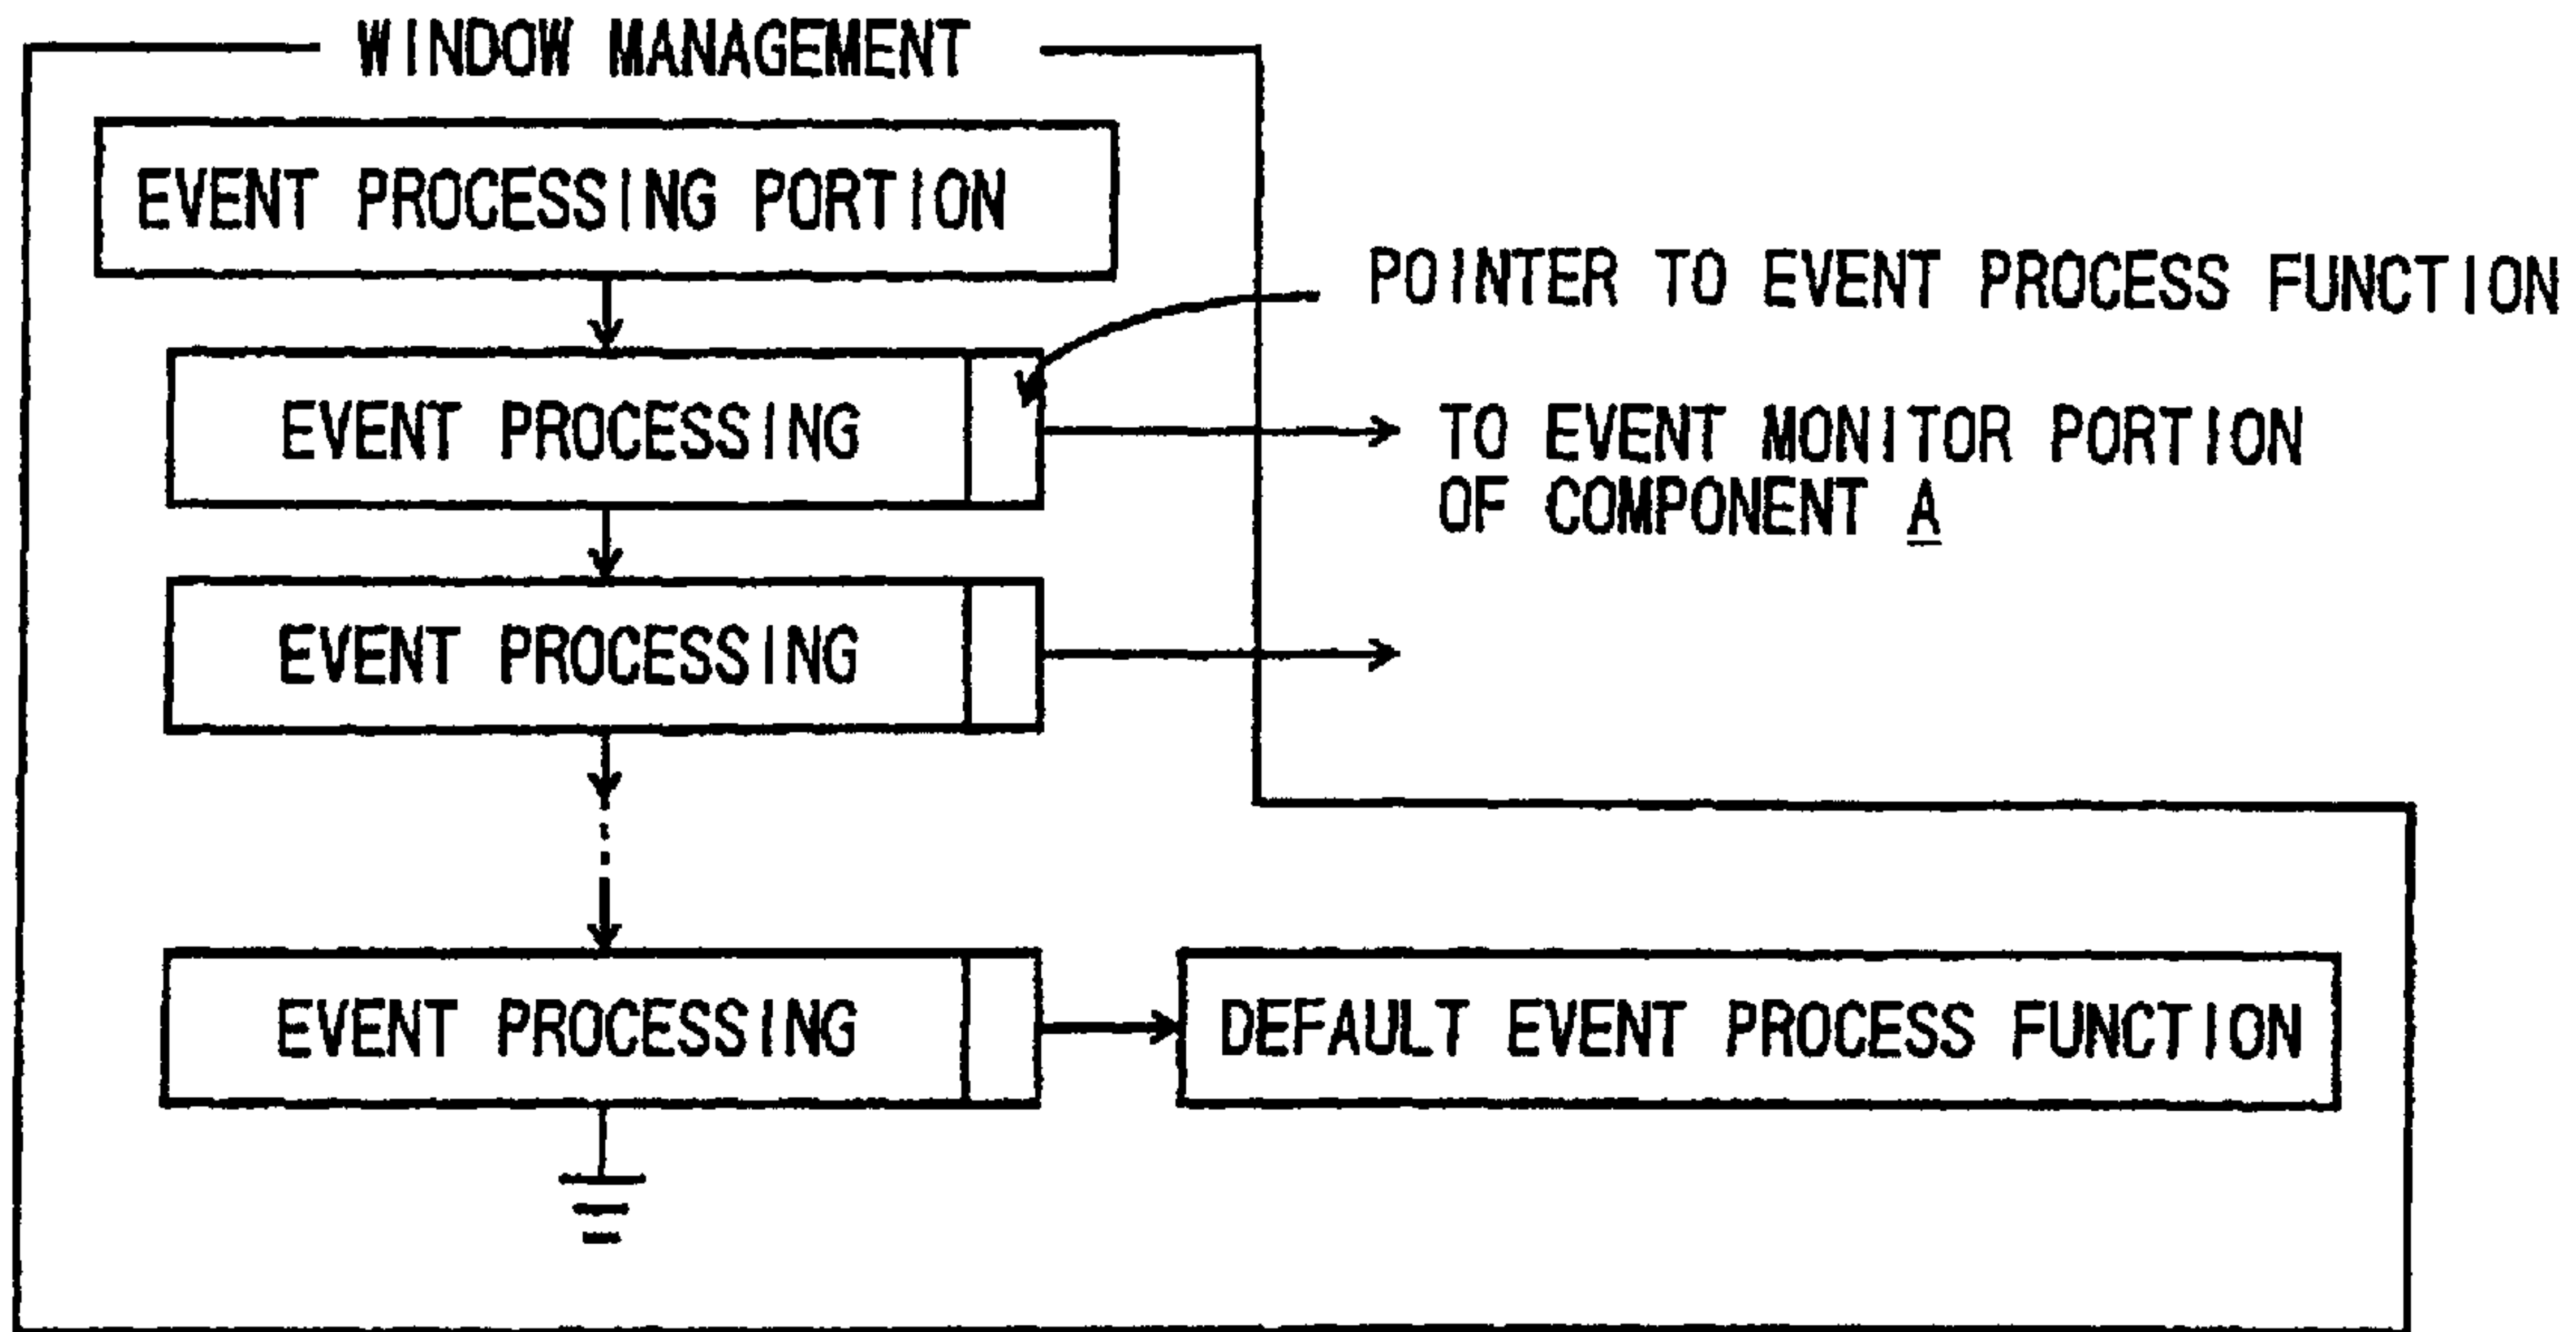 WINDOW MANAGEMENT
EVENT PROCESSING PORTION
POINTER TO EVENT PROCESS FUNCTION
EVENT PROCESSING
TO EVENT MONITOR PORTION
OF COMPONENT A
EVENT PROCESSING
EVENT PROCESSING
DEFAULT EVENT PROCESS FUNCTION